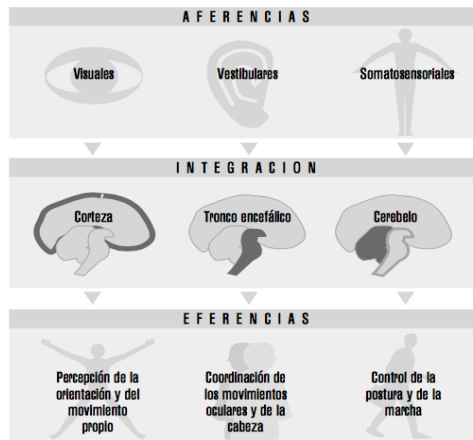 AFERENCIAS
Visuales
Vestibulares
Somatosensoriales
INTEGRACION
Corteza
Tronco encefálico
Cerebelo
EFERENCIAS
Percepción de la
orientación y del
movimiento
propio
Coordinación de
los movimientos
oculares y de la
cabeza
Control de la
postura y de la
marcha